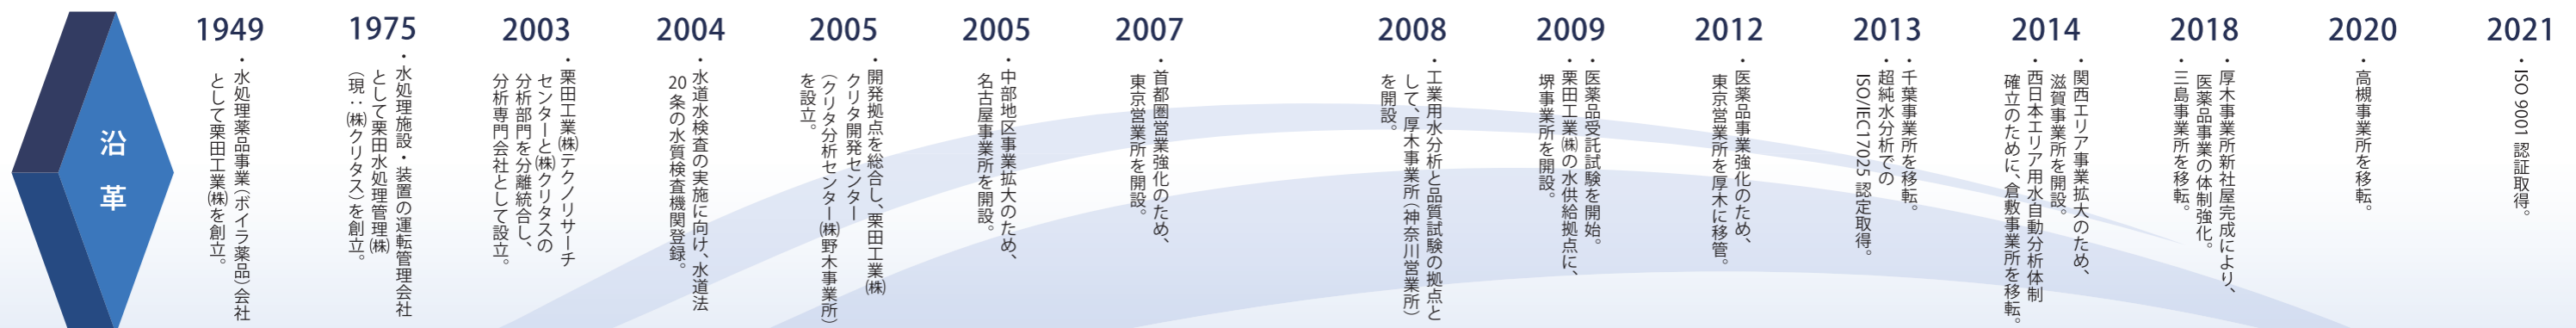 沿革
1949
・水処理薬品事業（ボイラ薬品）会社
として栗田工業㈱を創立。
1975
・水処理施設・装置の運転管理会社
として栗田水処理管理㈱
（現：㈱クリタス）を創立。
2003
・栗田工業㈱テクノリサーチ
センターと㈱クリタスの
分析部門を分離統合し、
分析専門会社として設立。
2004
・水道水検査の実施に向け、水道法
20条の水質検査機関登録。
2005
・開発拠点を総合し、栗田工業㈱
クリタ開発センター
（クリタ分析センター㈱野木事業所）
を設立。
2005
・中部地区事業拡大のため、
名古屋事業所を開設。
2007
・首都圏営業強化のため、
東京営業所を開設。
2008
・工業用水分析と品質試験の拠点と
して、厚木事業所（神奈川営業所）
を開設。
2009
・医薬品受託試験を開始。
・栗田工業㈱の水供給拠点に、
堺事業所を開設。
2012
・医薬品事業強化のため、
東京営業所を厚木に移管。
2013
・千葉事業所を移転。
・超純水分析での
ISO/IEC17025 認定取得。
2014
・関西エリア事業拡大のため、
滋賀事業所を開設。
・西日本エリア用水自動分析体制
確立のために、倉敷事業所を移転。
2018
・厚木事業所新社屋完成により、
医薬品事業の体制強化。
・三島事業所を移転。
2020
・高槻事業所を移転。
2021
・ISO 9001 認証取得。